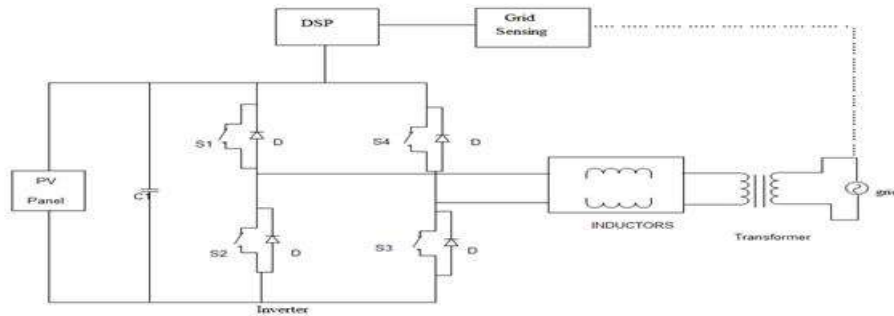 DSP
Grid
Sensing
S1
D
S4
D
PV
Panel
C1
S2
D
S3
D
INDUCTORS
Transformer
Inverter